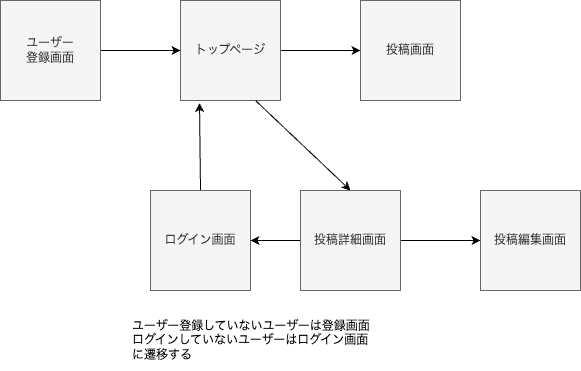 ユーザー
登録画面
トップページ
投稿画面
ログイン画面
投稿詳細画面
投稿編集画面
ユーザー登録していないユーザーは登録画面
ログインしていないユーザーはログイン画面
に遷移する